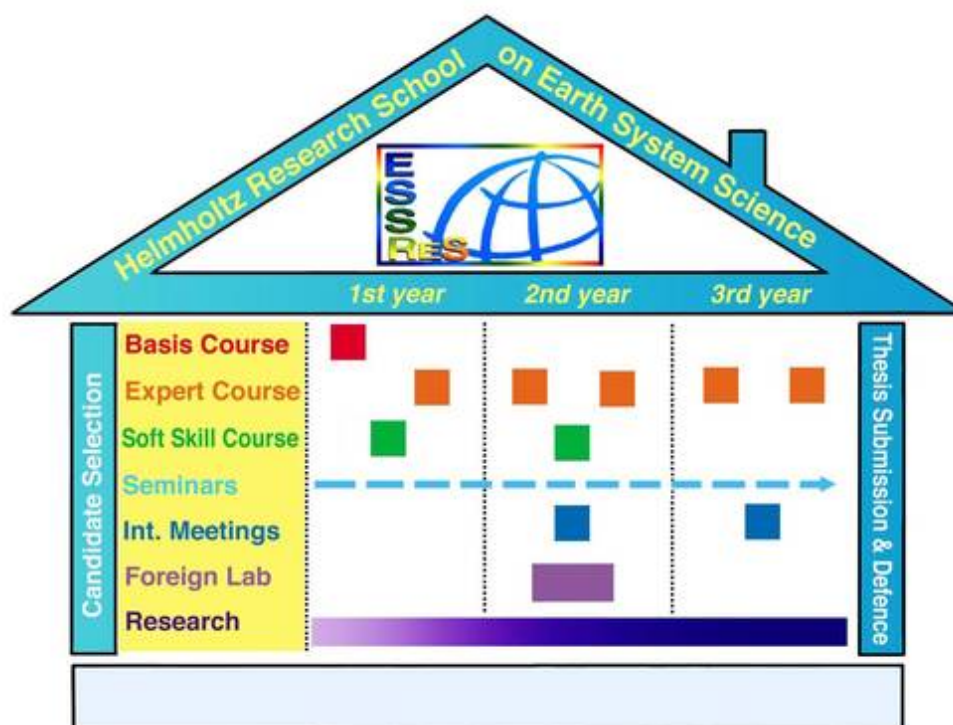 Helmholtz Research School
on Earth System Science
ESSReS
1st year
2nd year
3rd year
Candidate Selection
Basis Course
Expert Course
Soft Skill Course
Seminars
Int. Meetings
Foreign Lab
Research
Thesis Submission & Defence